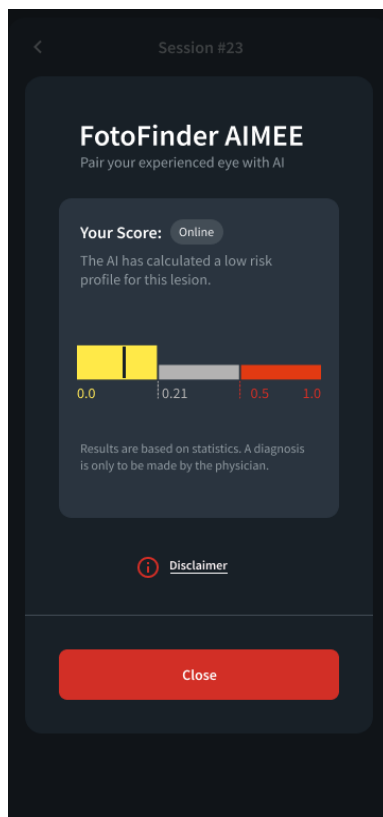 Session #23
FotoFinder AIMEE
Pair your experienced eye with AI
Your Score: Online
The AI has calculated a low risk
profile for this lesion.
0.0 0.21 0.5 1.0
Results are based on statistics. A diagnosis
is only to be made by the physician.
Disclaimer
Close